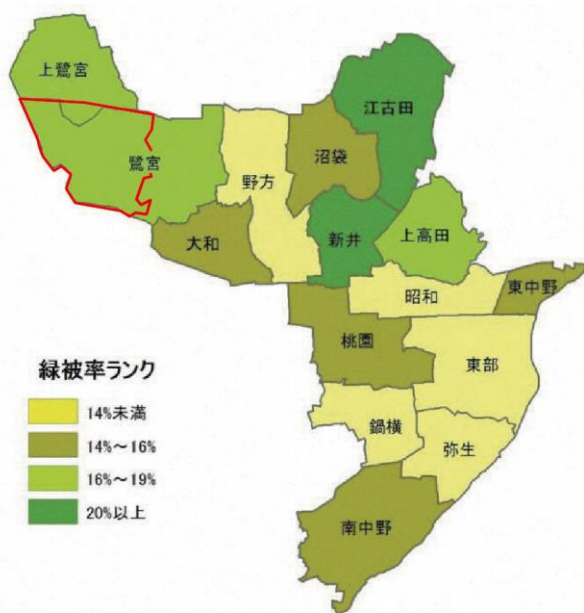 上鷺宮
江古田
沼袋
鷺宮
野方
大和
新井
上高田
昭和
東中野
桃園
東部
緑被率ランク
14%未満
14%～16%
16%～19%
20%以上
鍋横
弥生
南中野